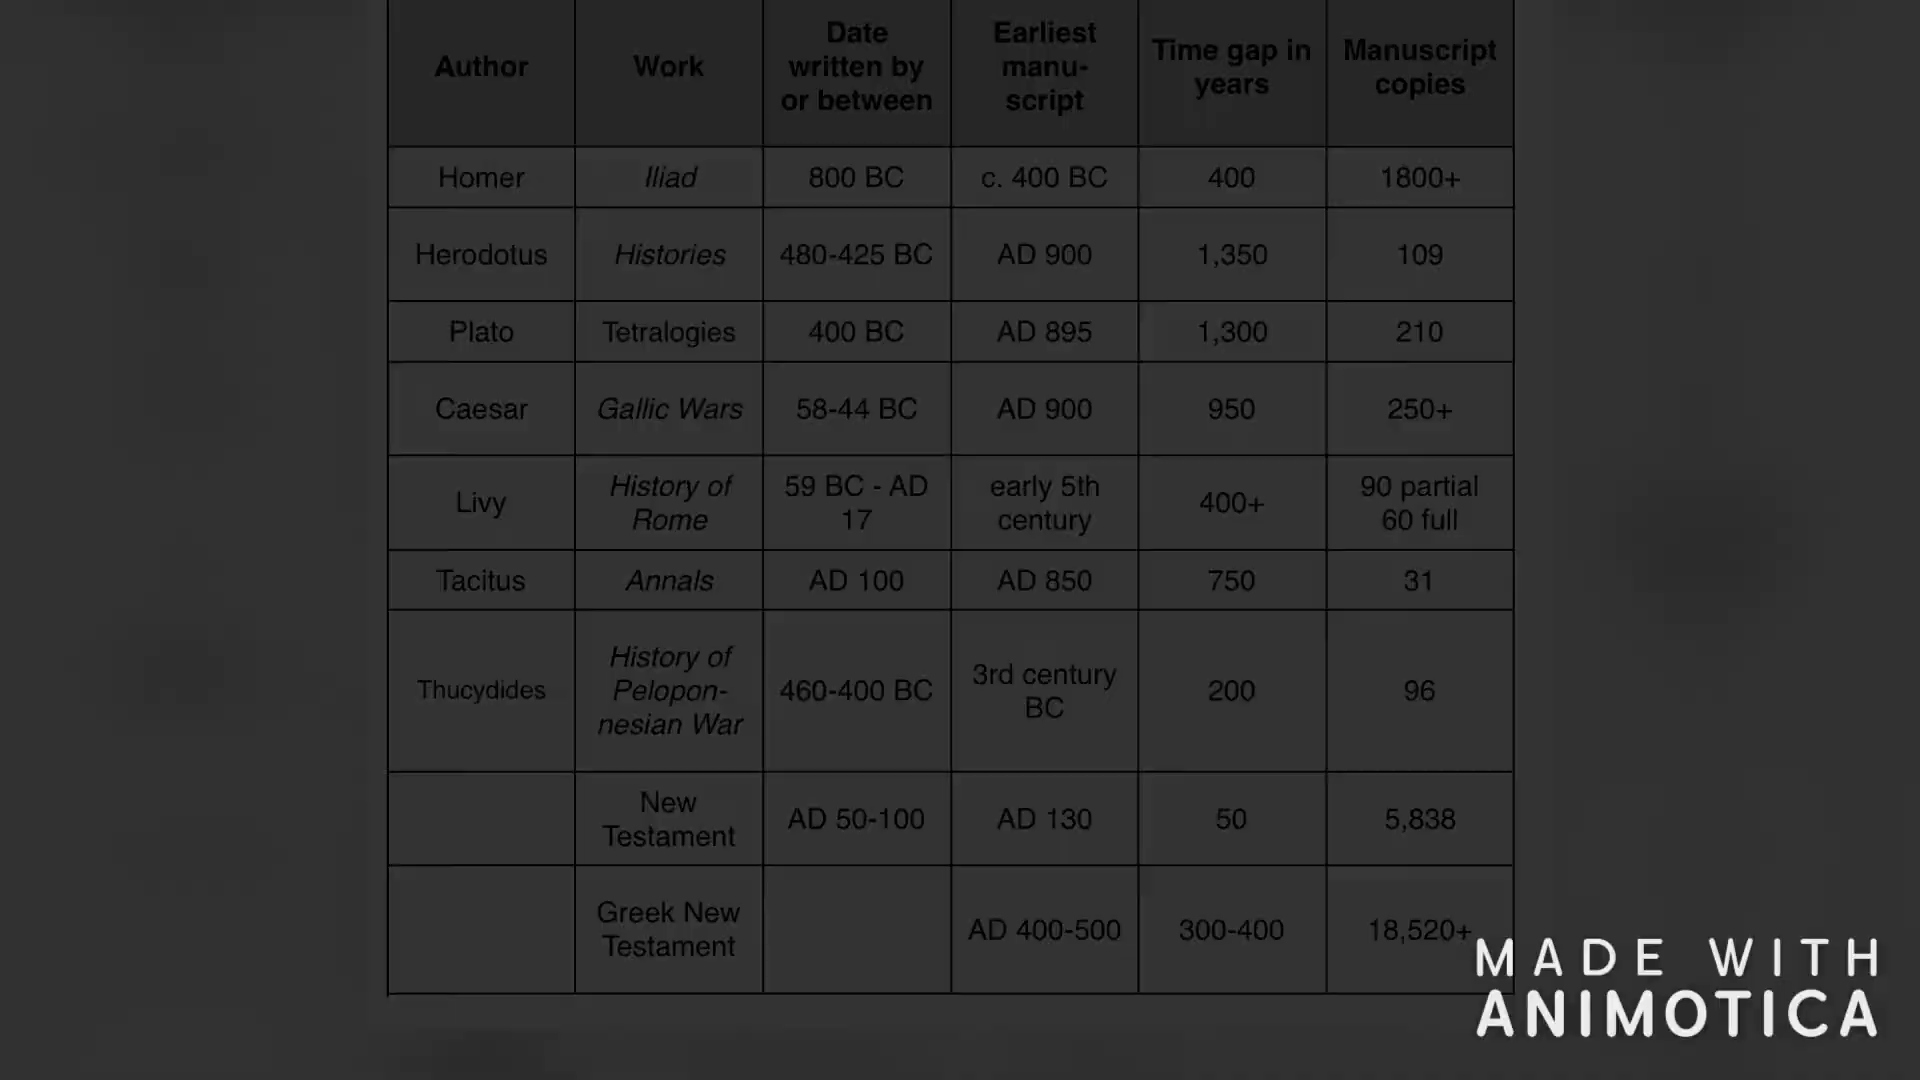 Author
Work
Date
written by
or between
Earliest
manu-
script
Time gap in
years
Manuscript
copies
Homer
Iliad
800 BC
c. 400 BC
400
1800+
Herodotus
Histories
480-425 BC
AD 900
1,350
109
Plato
Tetralogies
400 BC
AD 895
1,300
210
Caesar
Gallic Wars
58-44 BC
AD 900
950
250+
Livy
History of
Rome
59 BC - AD
17
early 5th
century
400+
90 partial
60 full
Tacitus
Annals
AD 100
AD 850
750
31
Thucydides
History of
Pelopon-
nesian War
460-400 BC
3rd century
BC
200
96
New
Testament
AD 50-100
AD 130
50
5,838
Greek New
Testament
AD 400-500
300-400
18,520+
MADE WITH
ANIMOTICA